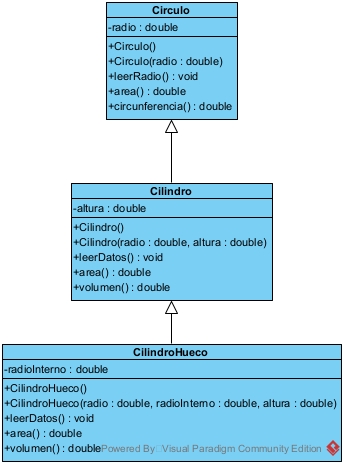 Circulo
-radio : double
+Circulo()
+Circulo(radio : double)
+leerRadio() : void
+area() : double
+circunferencia() : double
Cilindro
-altura : double
+Cilindro()
+Cilindro(radio : double, altura : double)
+leerDatos() : void
+area() : double
+volumen() : double
CilindroHueco
-radioInterno : double
+CilindroHueco()
+CilindroHueco(radio : double, radioInterno : double, altura : double)
+leerDatos() : void
+area() : double
+volumen() : double Powered By Visual Paradigm Community Edition